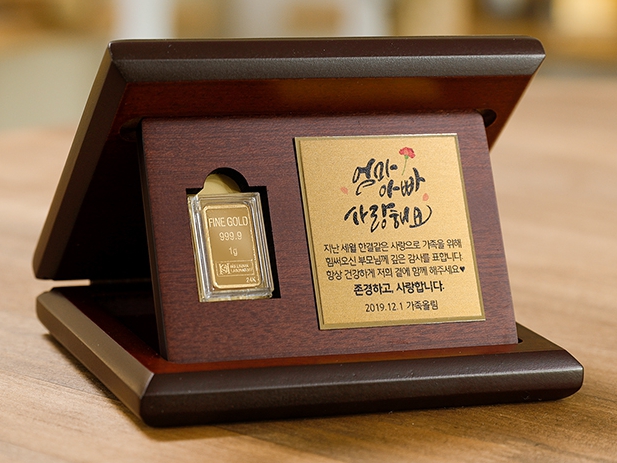 FINE GOLD
999.9
1g
24K
엄마
아빠
사랑해요
지난 세월 한결같은 사랑으로 가족을 위해
힘써오신 부모님께 깊은 감사를 표합니다.
항상 건강하게 저희 곁에 함께 해주세요♥
존경하고, 사랑합니다.
2019.12.1 가족올림